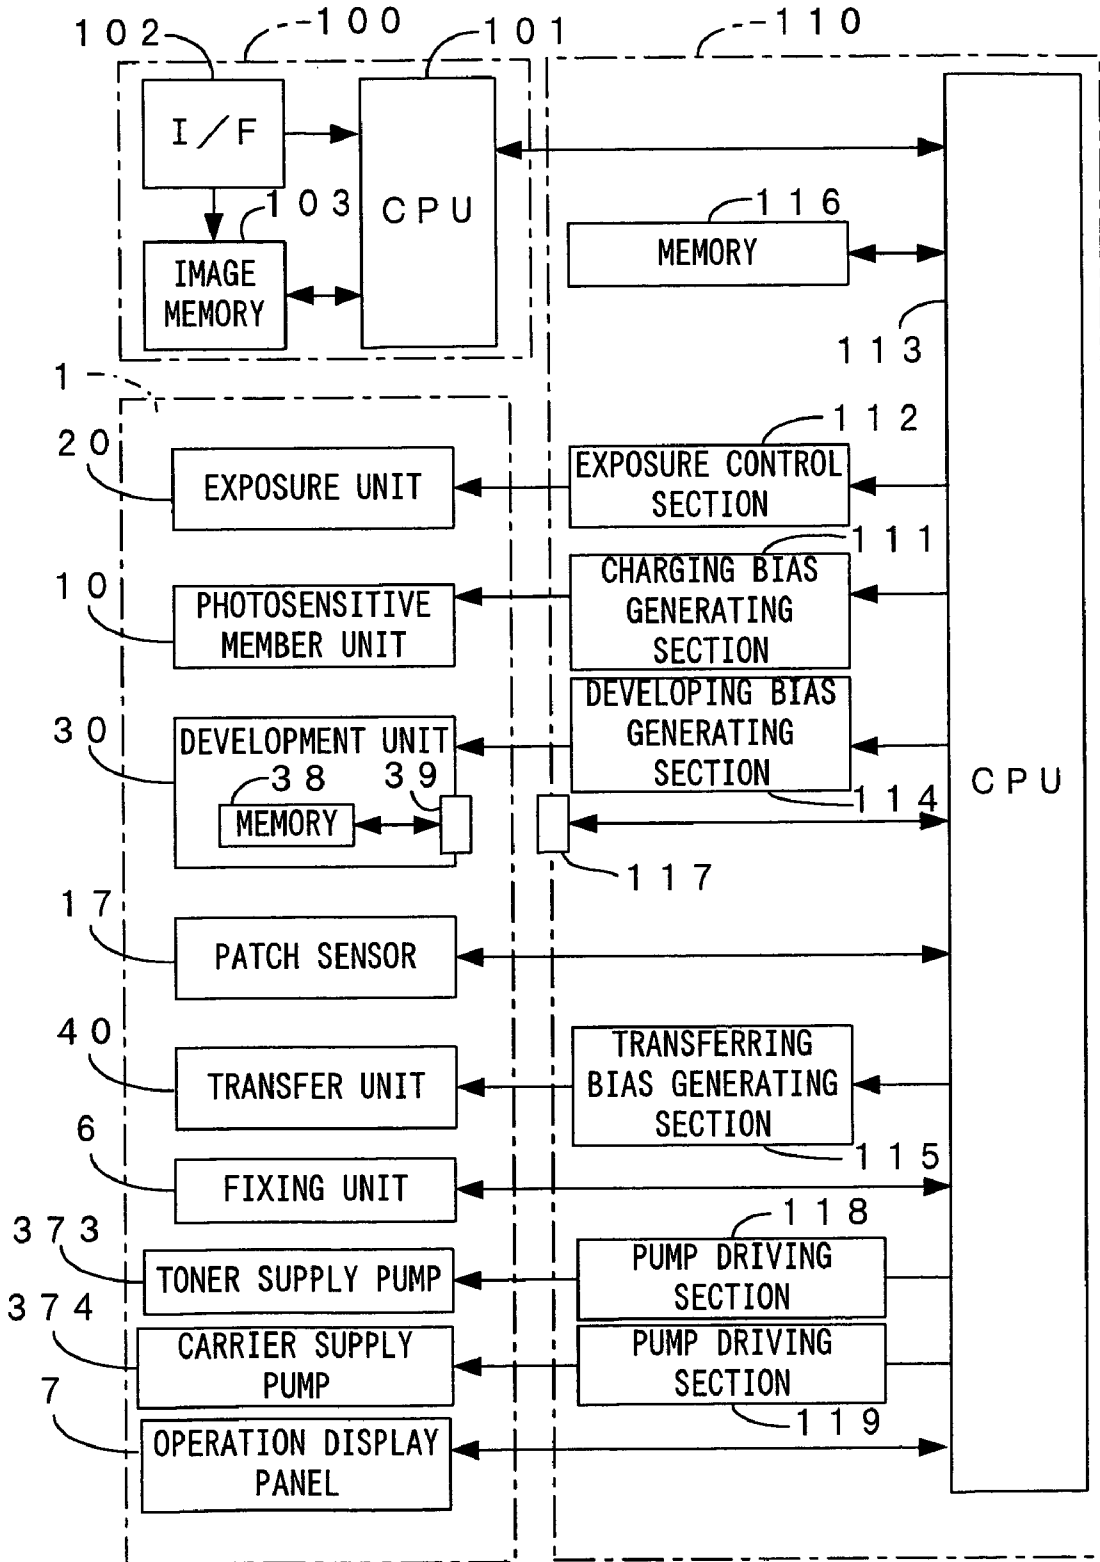 102
100
101
110
I/F
CPU
103
IMAGE
MEMORY
116
MEMORY
113
1
20
EXPOSURE UNIT
112
EXPOSURE CONTROL
SECTION
111
10
PHOTOSENSITIVE
MEMBER UNIT
CHARGING BIAS
GENERATING
SECTION
30
DEVELOPMENT UNIT
38
39
MEMORY
DEVELOPING BIAS
GENERATING
SECTION
114
CPU
117
17
PATCH SENSOR
40
TRANSFER UNIT
TRANSFERRING
BIAS GENERATING
SECTION
115
6
FIXING UNIT
118
373
TONER SUPPLY PUMP
PUMP DRIVING
SECTION
374
CARRIER SUPPLY
PUMP
PUMP DRIVING
SECTION
119
7
OPERATION DISPLAY
PANEL